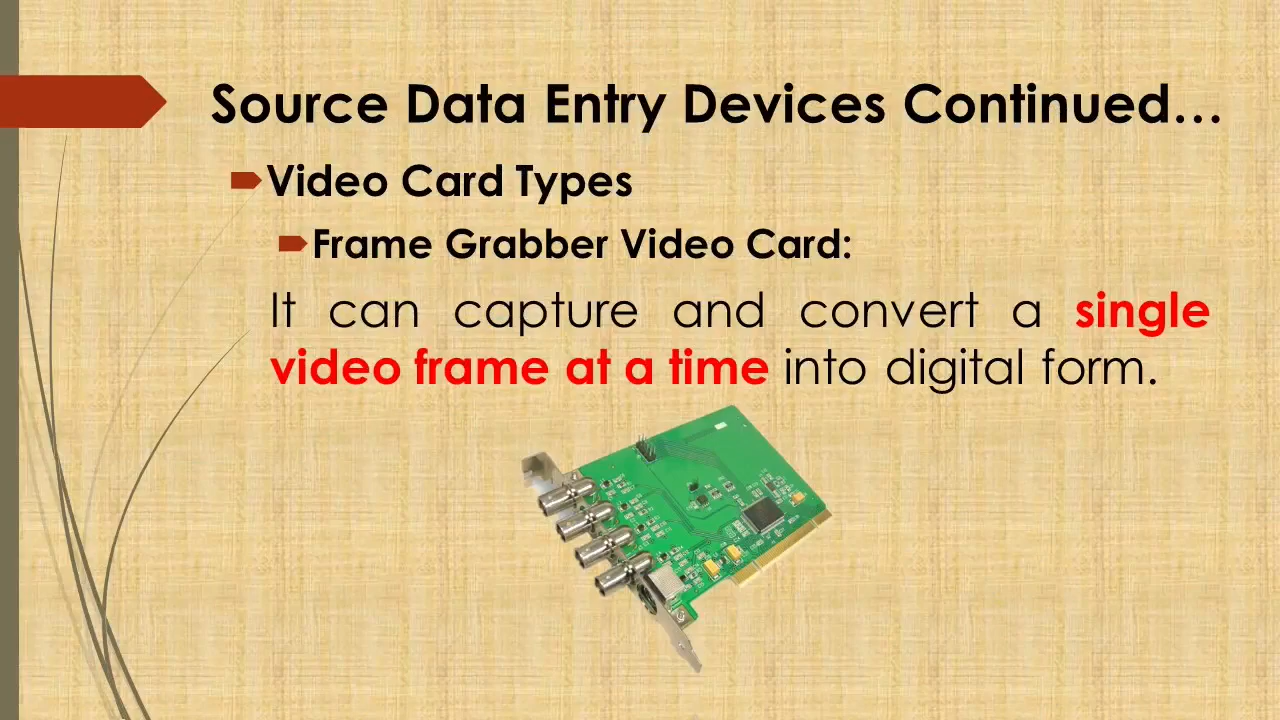 Source Data Entry Devices Continued…
Video Card Types
Frame Grabber Video Card:
It can capture and convert a single
video frame at a time into digital form.